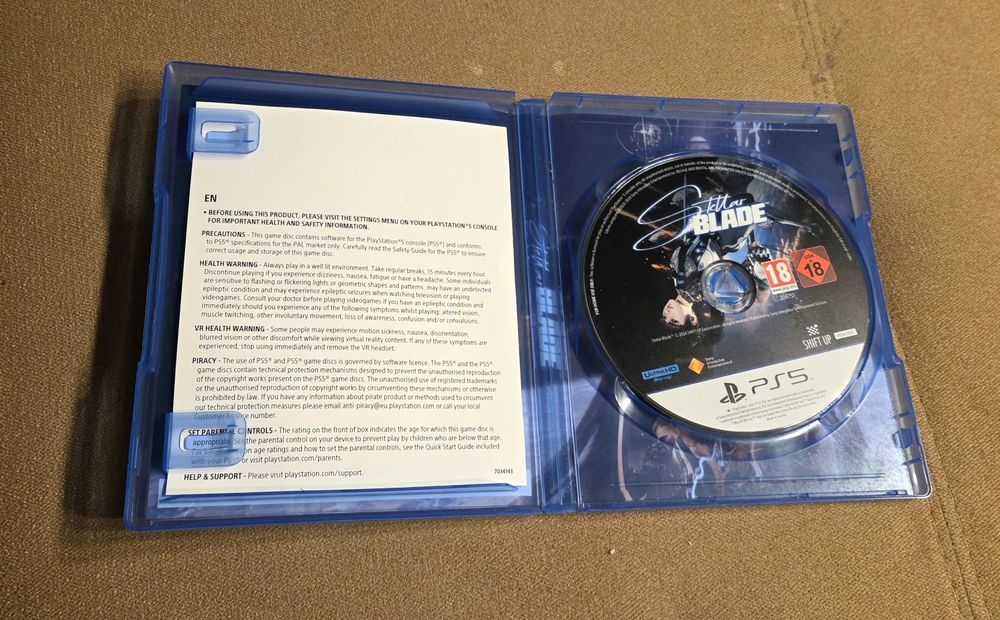 EN
• BEFORE USING THIS PRODUCT, PLEASE VISIT THE SETTINGS MENU ON YOUR PLAYSTATION®5 CONSOLE
FOR IMPORTANT HEALTH AND SAFETY INFORMATION.
PRECAUTIONS - This game disc contains software for the PlayStation®5 console (PS5®) and conforms
to PS5® specifications for the PAL market only. Carefully read the Safety Guide for the PS5® to ensure
correct usage and storage of this game disc.
HEALTH WARNING - Always play in a well lit environment. Take regular breaks, 15 minutes every hour.
Discontinue playing if you experience dizziness, nausea, fatigue or have a headache. Some individuals
are sensitive to flashing or flickering lights or geometric shapes and patterns, may have an undetected
epileptic condition and may experience epileptic seizures when watching television or playing
videogames. Consult your doctor before playing videogames if you have an epileptic condition and
immediately should you experience any of the following symptoms whilst playing: altered vision,
muscle twitching, other involuntary movement, loss of awareness, confusion and/or convulsions.
VR HEALTH WARNING - Some people may experience motion sickness, nausea, disorientation,
blurred vision or other discomfort while viewing virtual reality content. If any of these symptoms are
experienced, stop using immediately and remove the VR headset.
PIRACY - The use of PS5® and PS5® game discs is governed by software licence. The PS5® and the PS5®
game discs contain technical protection mechanisms designed to prevent the unauthorised reproduction
of the copyright works present on the PS5® game discs. The unauthorised use of registered trademarks
or the unauthorised reproduction of copyright works by circumventing these mechanisms or otherwise
is prohibited by law. If you have any information about pirate product or methods used to circumvent
our technical protection measures please email anti-piracy@eu.playstation.com or call your local
Customer Service number.
SET PARENTAL CONTROLS - The rating on the front of box indicates the age for which this game disc is
appropriate. Set the parental control on your device to prevent play by children who are below that age.
For information on age ratings and how to set the parental controls, see the Quick Start Guide included
with your PS5® or visit playstation.com/parents.
HELP & SUPPORT - Please visit playstation.com/support.
7034143
Stellar
BLADE™
18
18
SHIFT UP
Sony
Interactive
Entertainment
ULTRA HD
Blu-ray
PS5